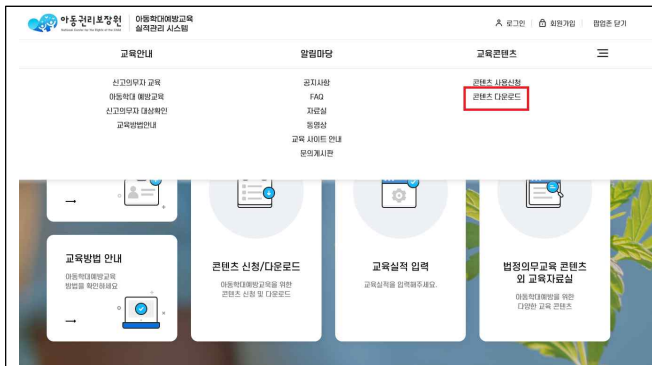 아동권리보장원
National Center for the Rights of the Child
아동학대예방교육
실적관리 시스템
로그인
회원가입
팝업존 닫기
교육안내
알림마당
교육콘텐츠
신고의무자 교육
아동학대 예방교육
신고의무자 대상확인
교육방법안내
공지사항
FAQ
자료실
동영상
교육 사이트 안내
문의게시판
콘텐츠 사용신청
콘텐츠 다운로드
교육방법 안내
아동학대예방교육
방법을 확인하세요
콘텐츠 신청/다운로드
아동학대예방교육을 위한
콘텐츠 신청 및 다운로드
교육실적 입력
교육실적을 입력해주세요.
법정의무교육 콘텐츠
외 교육자료실
아동학대예방을 위한
다양한 교육 콘텐츠